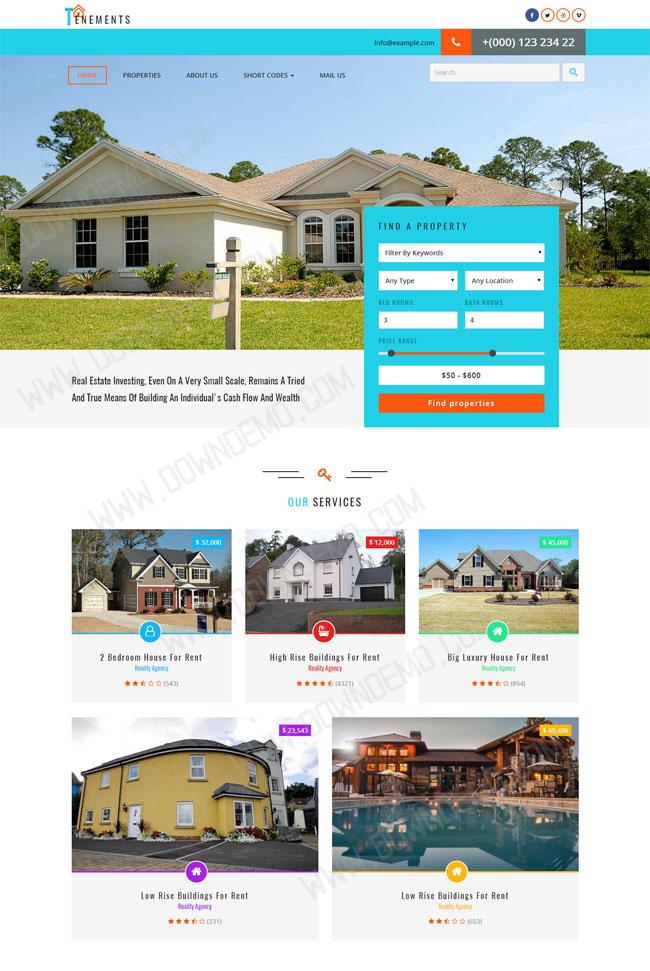 TENEMENTS
Info@example.com
+(000) 123 234 22
HOME PROPERTIES ABOUT US SHORT CODES MAIL US
Search
FIND A PROPERTY
Filter By Keywords
Any Type Any Location
BED ROOMS BATH ROOMS
3 4
PRICE RANGE
$50 - $600
Find properties
Real Estate Investing, Even On A Very Small Scale, Remains A Tried
And True Means Of Building An Individual's Cash Flow And Wealth
OUR SERVICES
$ 32,000
$ 12,000
$ 45,000
2 Bedroom House For Rent
Reality Agency
(543)
High Rise Buildings For Rent
Reality Agency
(4321)
Big Luxury House For Rent
Reality Agency
(854)
$ 23,543
$ 45,426
Low Rise Buildings For Rent
Reality Agency
(231)
Low Rise Buildings For Rent
Reality Agency
(653)
WWW.DOWNDEMO.COM
WWW.DOWNDEMO.COM